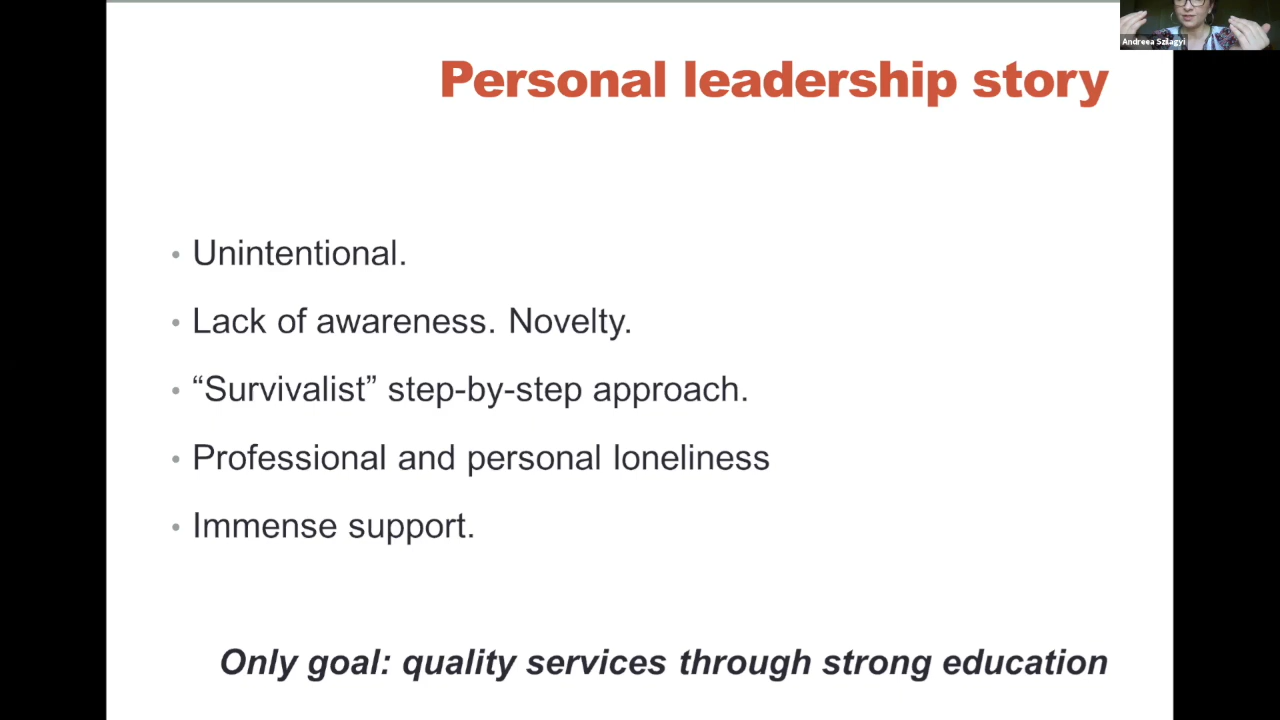 Andreea Szilagyi
Personal leadership story
• Unintentional.
• Lack of awareness. Novelty.
• “Survivalist” step-by-step approach.
• Professional and personal loneliness
• Immense support.
Only goal: quality services through strong education